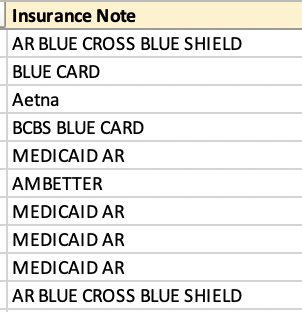 Insurance Note
AR BLUE CROSS BLUE SHIELD
BLUE CARD
Aetna
BCBS BLUE CARD
MEDICAID AR
AMBETTER
MEDICAID AR
MEDICAID AR
MEDICAID AR
AR BLUE CROSS BLUE SHIELD